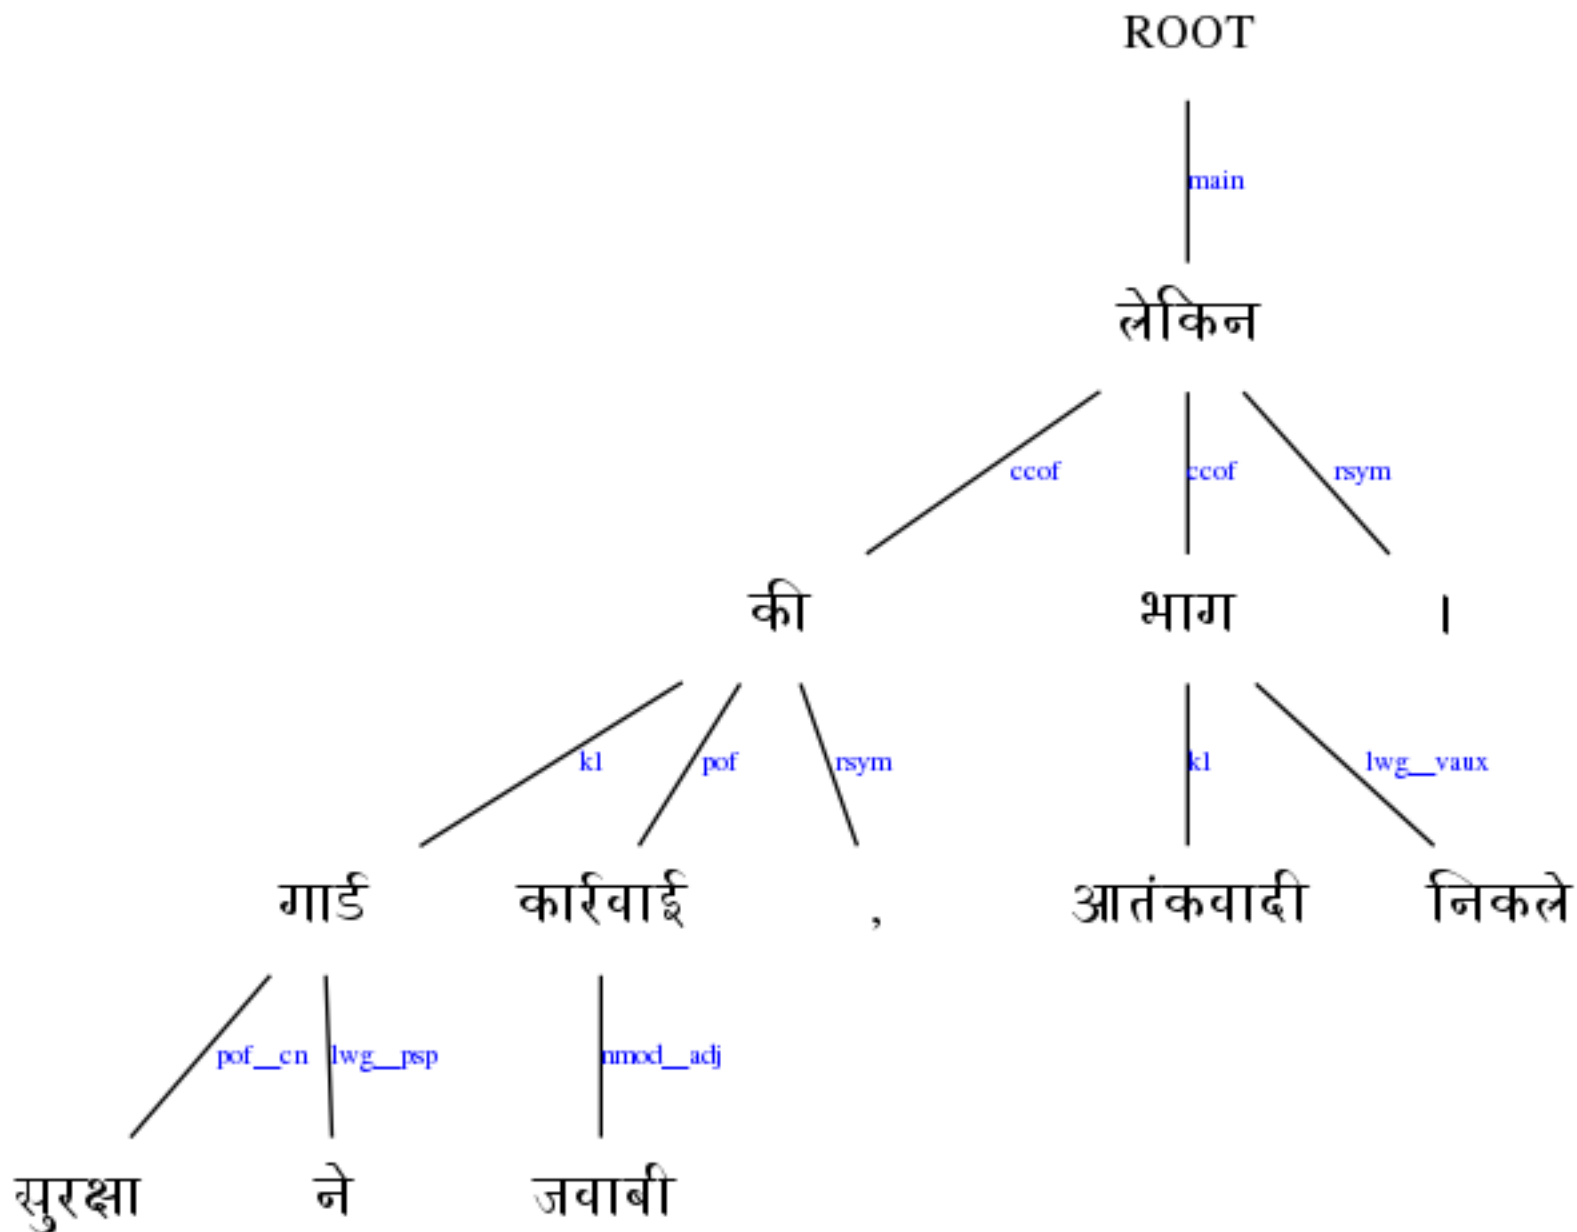 ROOT
main
लेकिन
ccof ccof rsym
की भाग ।
k1 pof rsym k1 lwg__vaux
गार्ड कार्रवाई , आतंकवादी निकले
pof__cn lwg__psp nmod__adj
सुरक्षा ने जवाबी